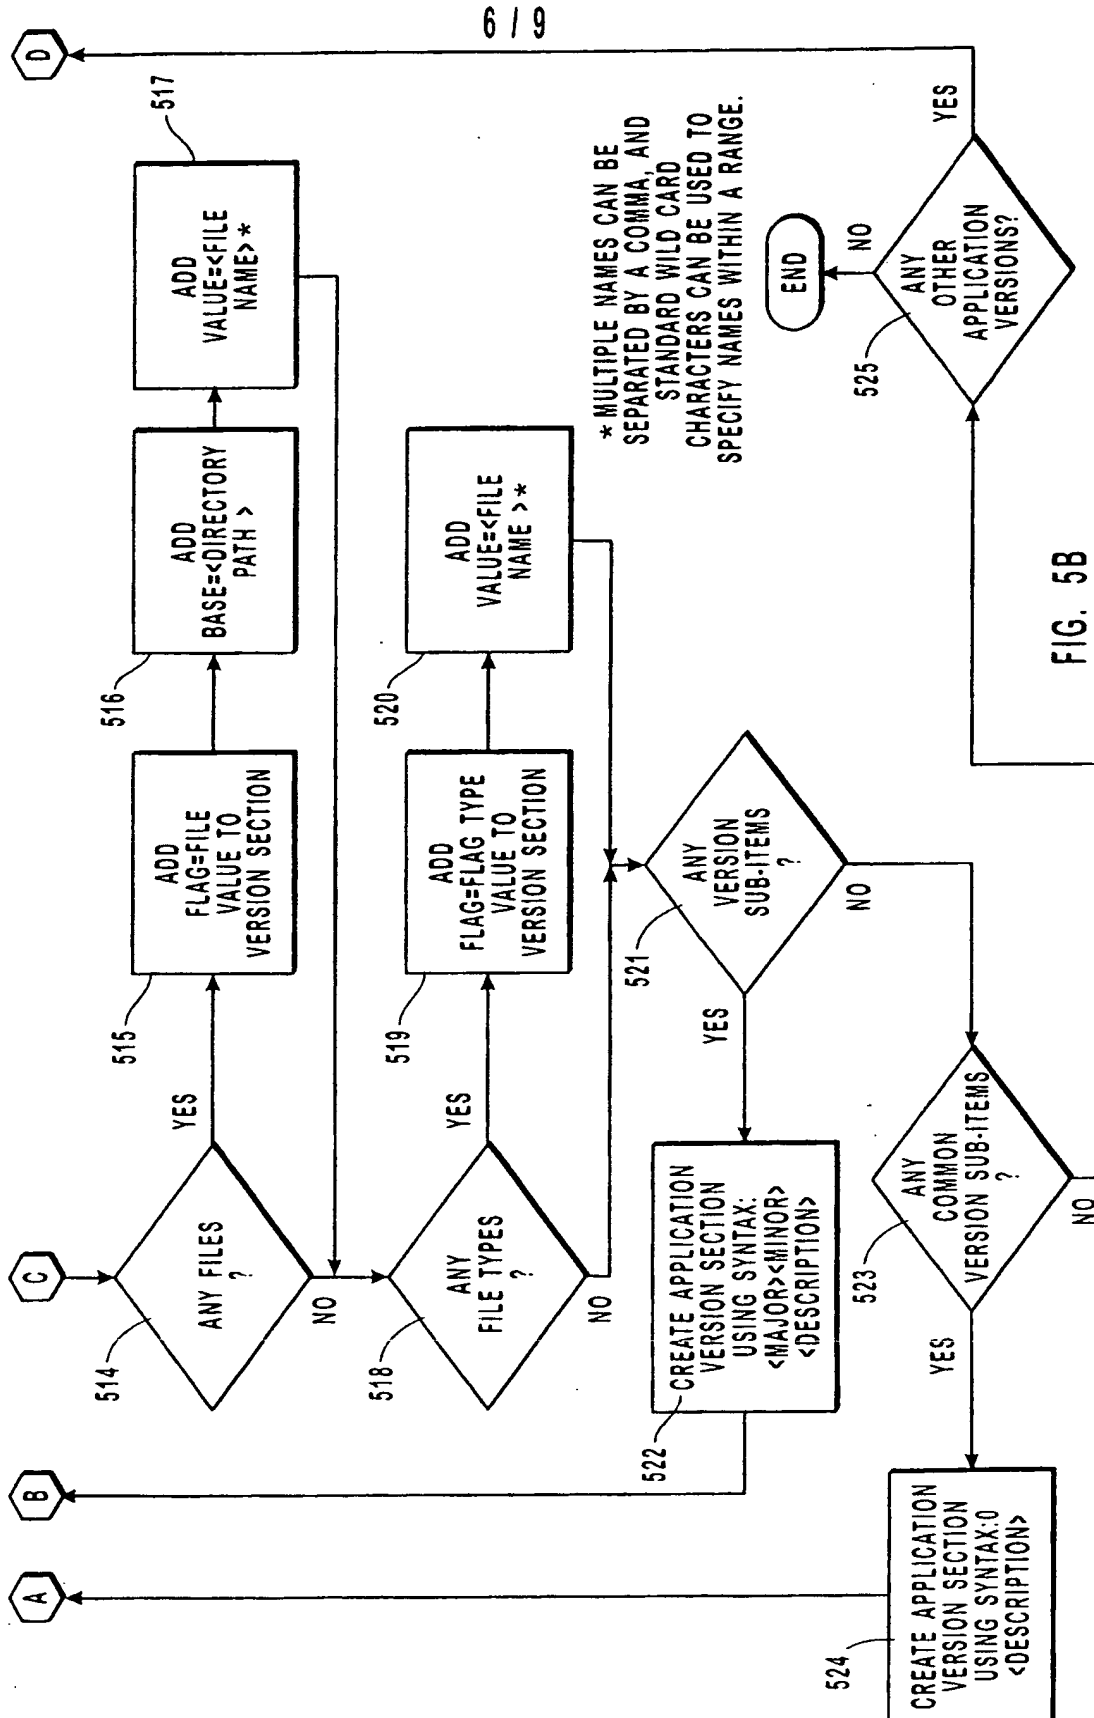 6 / 9
A
B
C
D
514
ANY FILES
?
YES
NO
515
ADD
FLAG=FILE
VALUE TO
VERSION SECTION
516
ADD
BASE=<DIRECTORY
PATH >
517
ADD
VALUE=<FILE
NAME>*
518
ANY
FILE TYPES
?
YES
NO
519
ADD
FLAG=FLAG TYPE
VALUE TO
VERSION SECTION
520
ADD
VALUE=<FILE
NAME >*
* MULTIPLE NAMES CAN BE
SEPARATED BY A COMMA, AND
STANDARD WILD CARD
CHARACTERS CAN BE USED TO
SPECIFY NAMES WITHIN A RANGE.
521
ANY
VERSION
SUB-ITEMS
?
YES
NO
522
CREATE APPLICATION
VERSION SECTION
USING SYNTAX:
<MAJOR><MINOR>
<DESCRIPTION>
523
ANY
COMMON
VERSION SUB-ITEMS
?
YES
NO
524
CREATE APPLICATION
VERSION SECTION
USING SYNTAX:0
<DESCRIPTION>
525
ANY
OTHER
APPLICATION
VERSIONS?
YES
NO
END
FIG. 5B